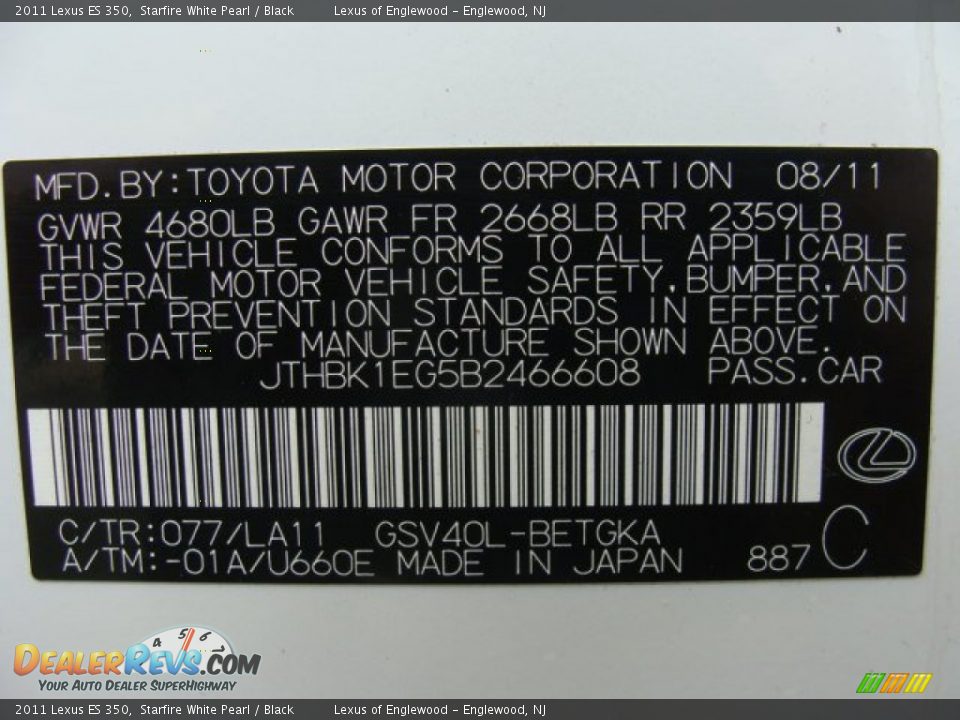 2011 Lexus ES 350, Starfire White Pearl / Black Lexus of Englewood - Englewood, NJ
MFD.BY:TOYOTA MOTOR CORPORATION 08/11
GVWR 4680LB GAWR FR 2668LB RR 2359LB
THIS VEHICLE CONFORMS TO ALL APPLICABLE
FEDERAL MOTOR VEHICLE SAFETY,BUMPER,AND
THEFT PREVENTION STANDARDS IN EFFECT ON
THE DATE OF MANUFACTURE SHOWN ABOVE.
JTHBK1EG5B2466608 PASS.CAR
C/TR:077/LA11 GSV40L-BETGKA
A/TM:-01A/U660E MADE IN JAPAN 887 C
4 5 6 7
DEALERREVS.COM
YOUR AUTO DEALER SUPERHIGHWAY
2011 Lexus ES 350, Starfire White Pearl / Black Lexus of Englewood - Englewood, NJ